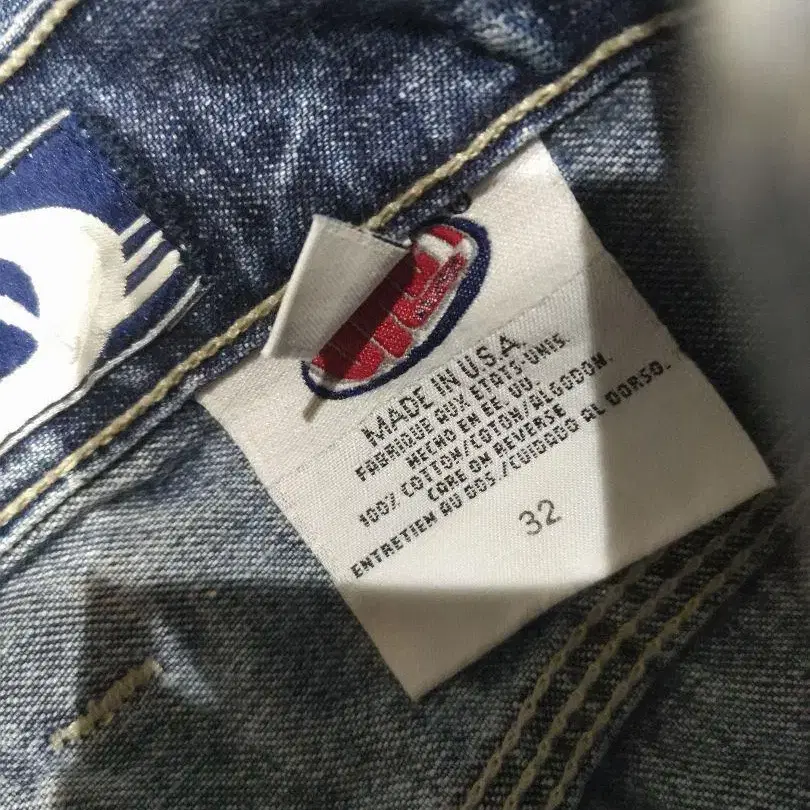 MADE IN U.S.A.
FABRIQUE AUX ETATS-UNIS.
HECHO EN EE. UU.
100% COTTON/COTON/ALGODON.
CARE ON REVERSE
ENTRETIEN AU DOS./CUIDADO AL DORSO.
32